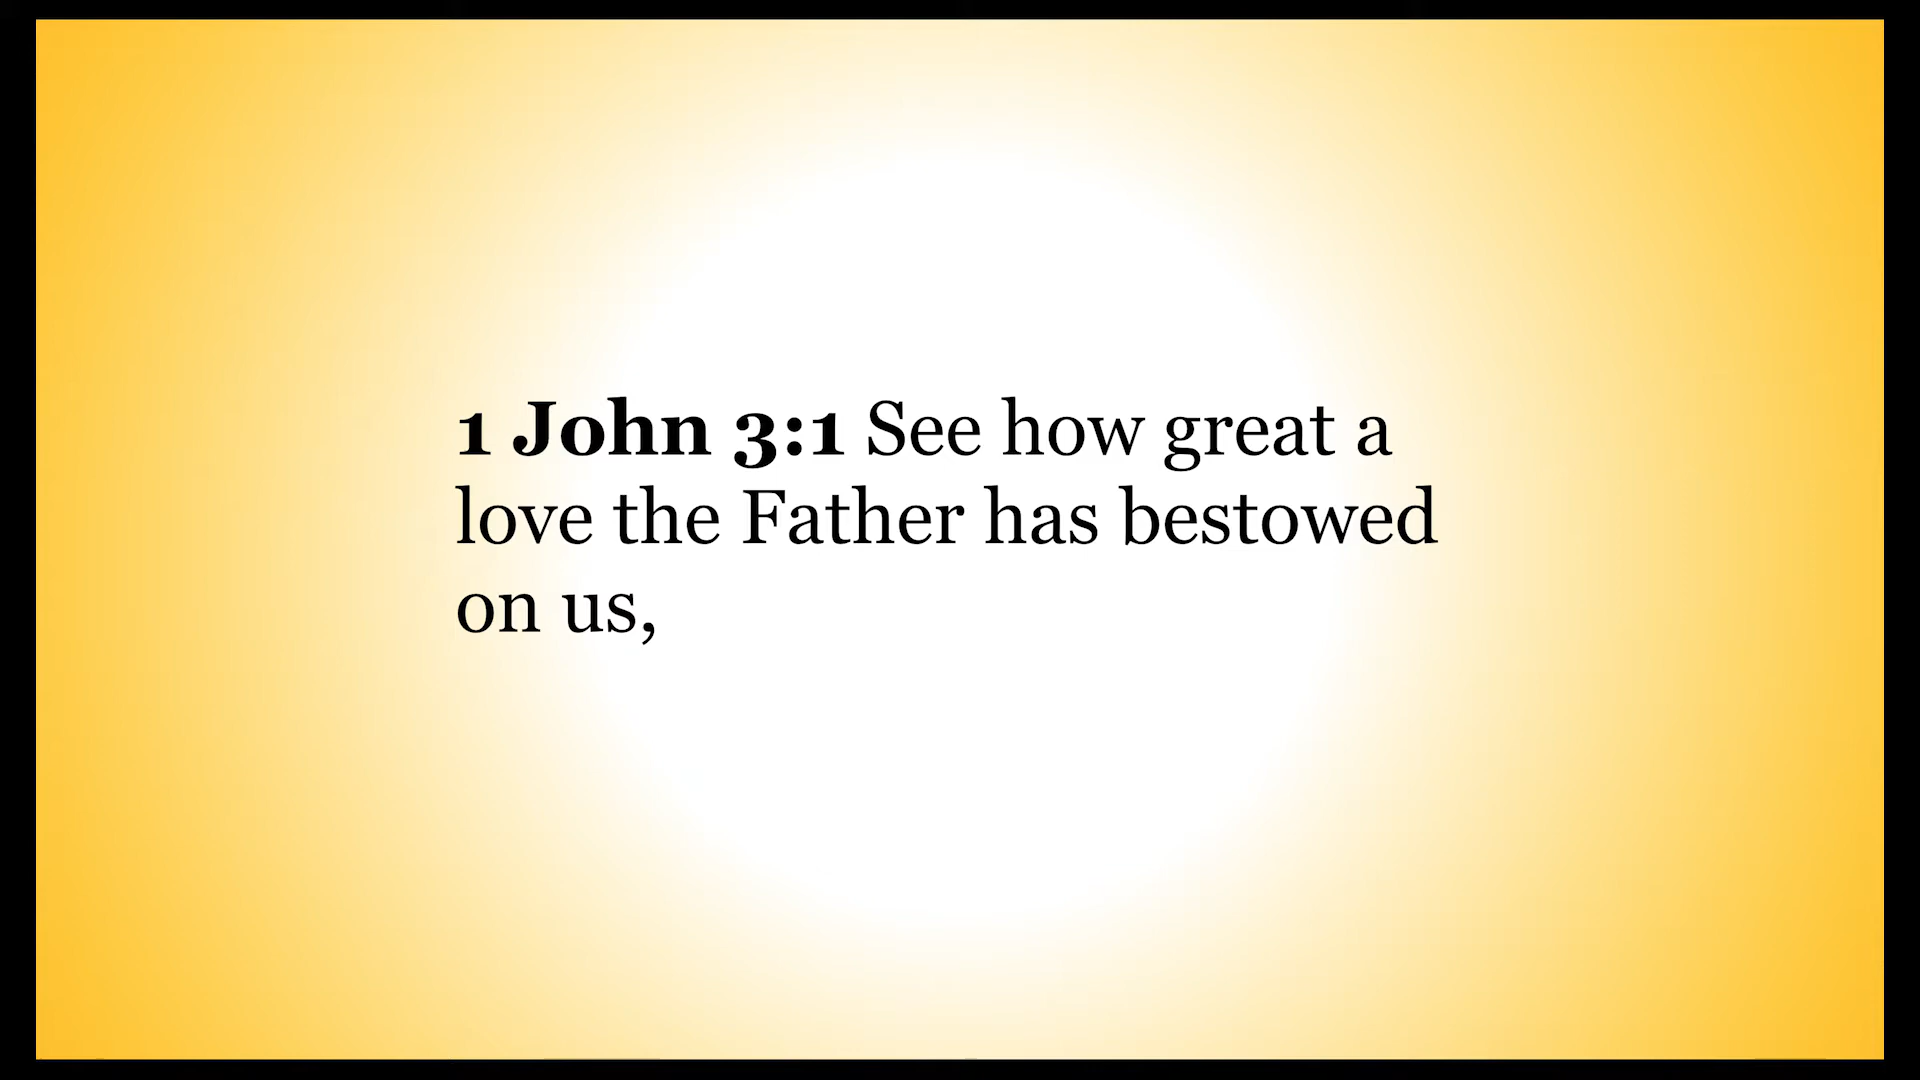 1 John 3:1 See how great a
love the Father has bestowed
on us,